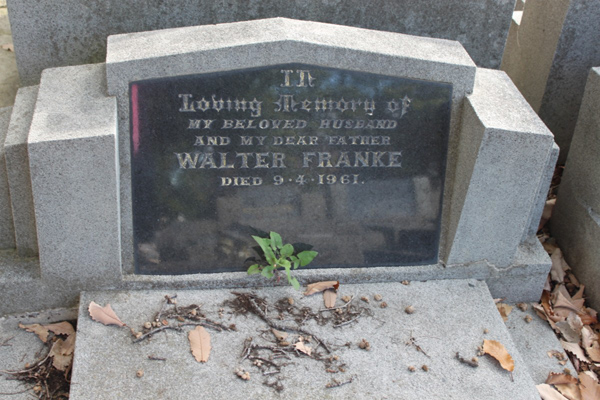 In
Loving Memory of
MY BELOVED HUSBAND
AND MY DEAR FATHER
WALTER FRANKE
DIED 9·4·1961.